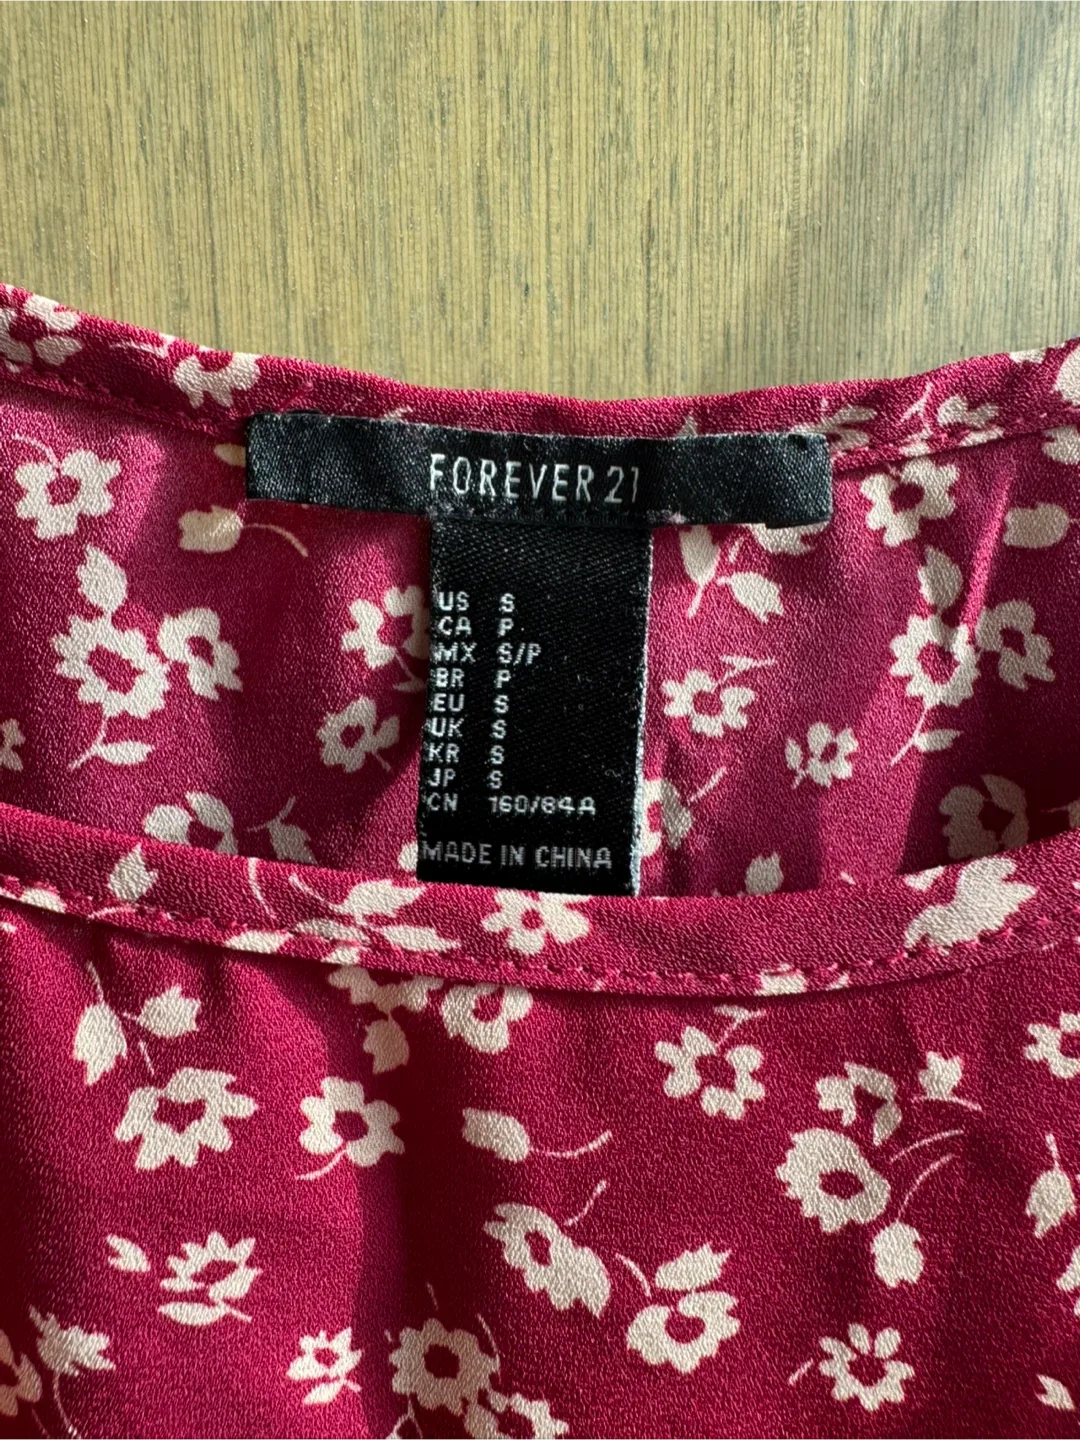 FOREVER 21
US S
CA P
MX S/P
BR P
EU S
UK S
KR S
JP S
CN 160/84A
MADE IN CHINA